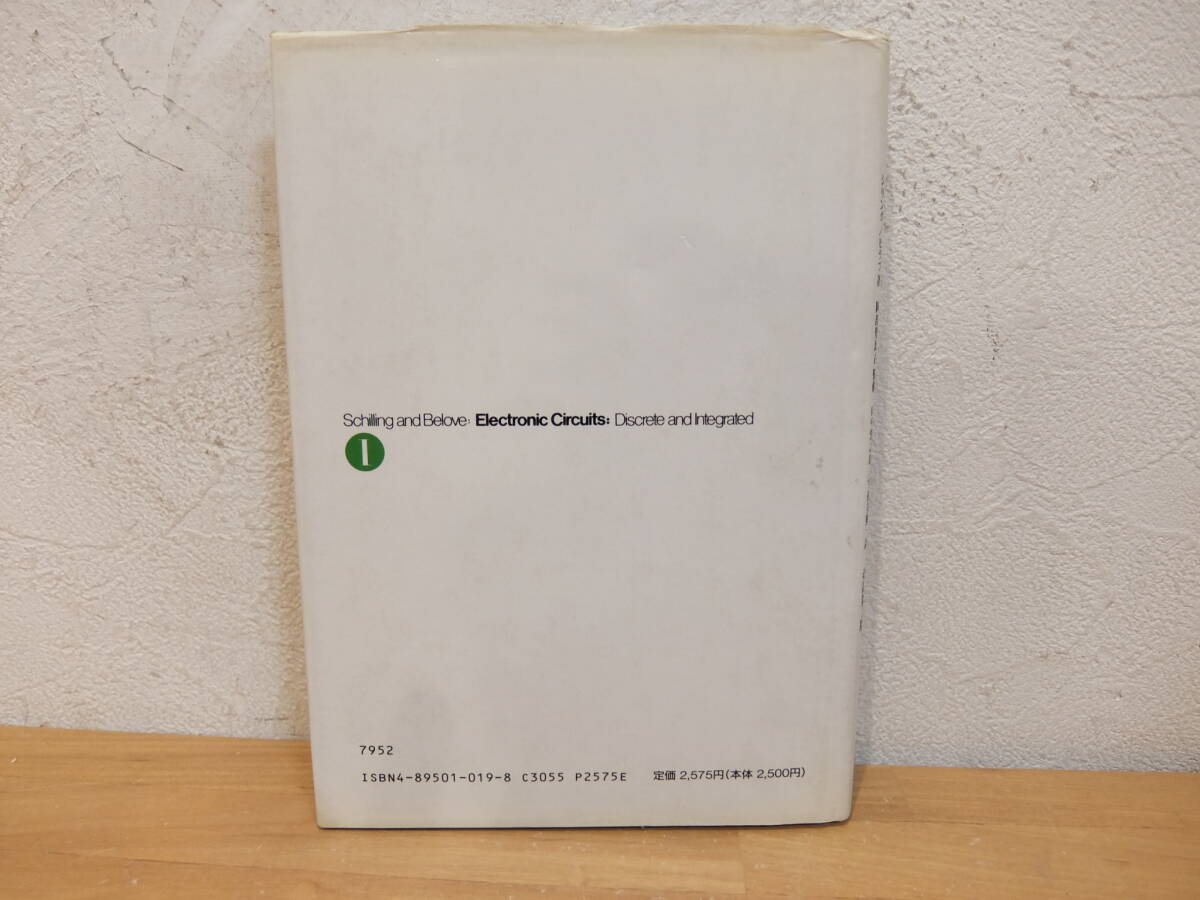 Schilling and Belove: Electronic Circuits: Discrete and Integrated
I
7952
ISBN4-89501-019-8 C3055 P2575E 定価 2,575円(本体 2,500円)